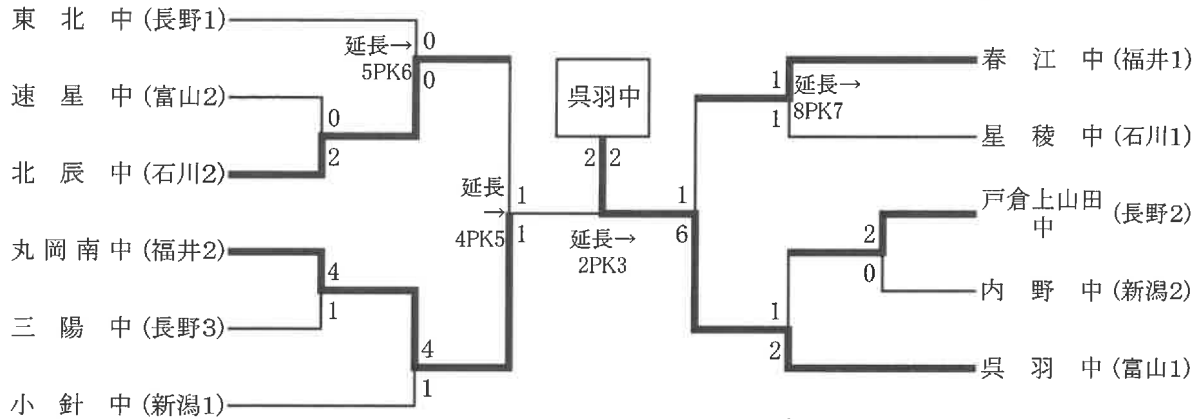 東北中(長野1)
速星中(富山2)
北辰中(石川2)
丸岡南中(福井2)
三陽中(長野3)
小針中(新潟1)
延長→
5PK6
0
0
0
2
4
1
4
1
延長
→
4PK5
1
1
呉羽中
2 2
延長→
2PK3
1
6
1
1
延長→
8PK7
2
0
1
2
春江中(福井1)
星稜中(石川1)
戸倉上山田
中
(長野2)
内野中(新潟2)
呉羽中(富山1)